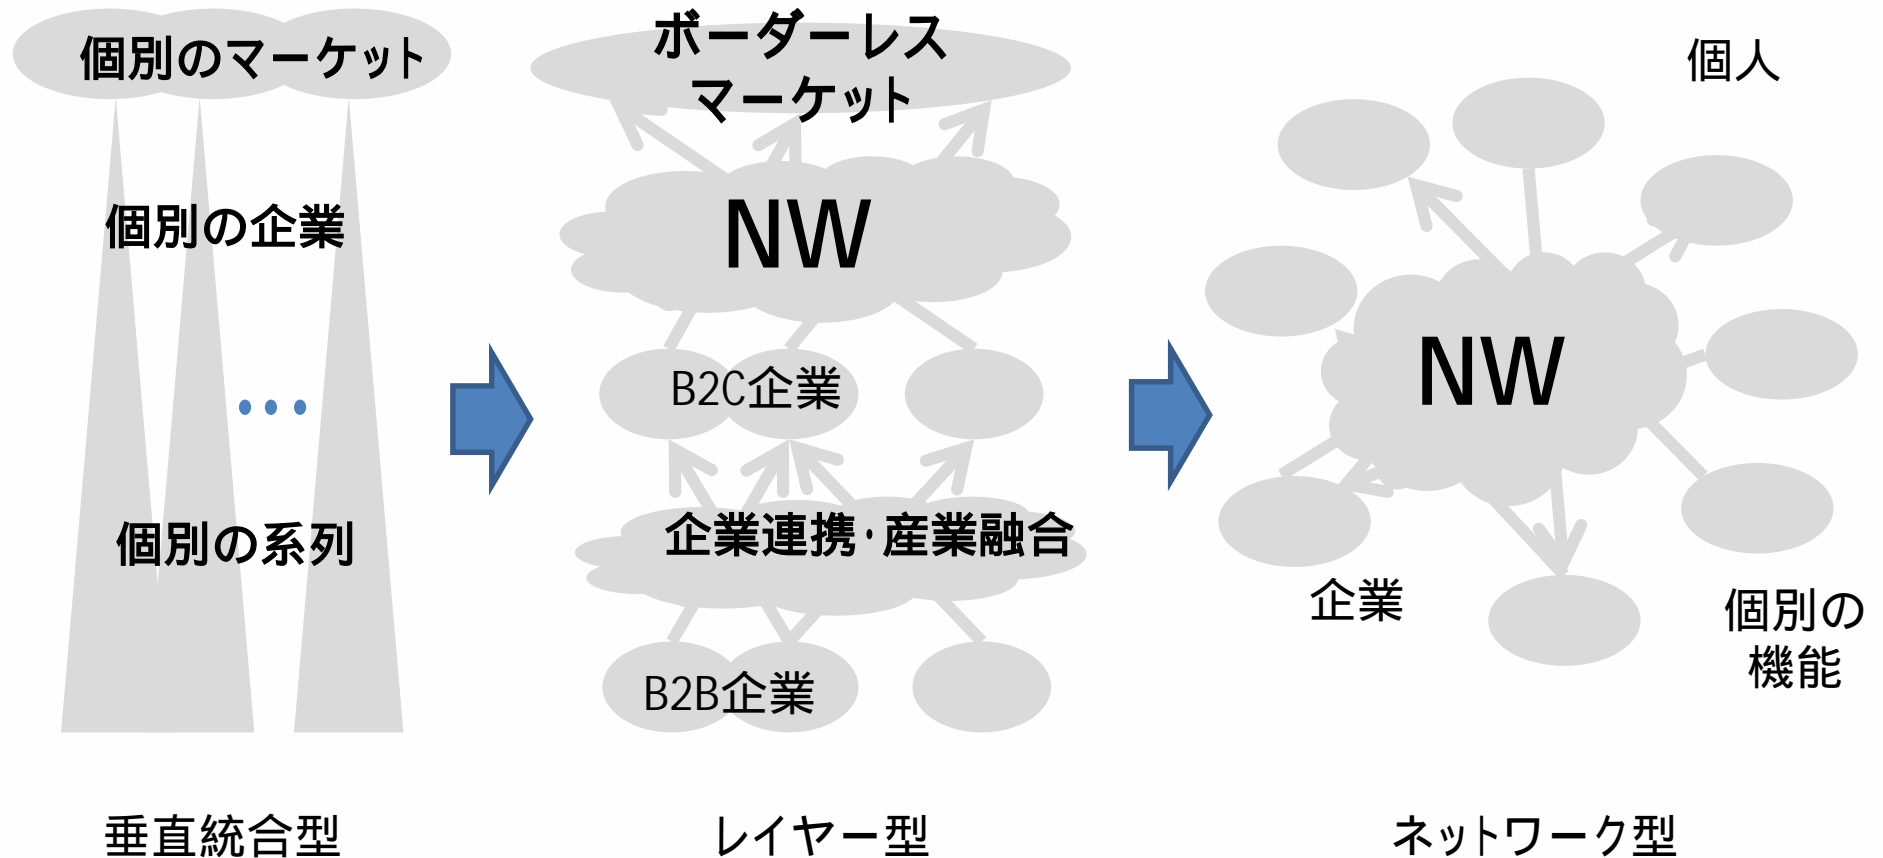 個別のマーケット
個別の企業
個別の系列
垂直統合型
ボーダーレス
マーケット
NW
B2C企業
企業連携・産業融合
B2B企業
レイヤー型
個人
NW
企業
個別の
機能
ネットワーク型